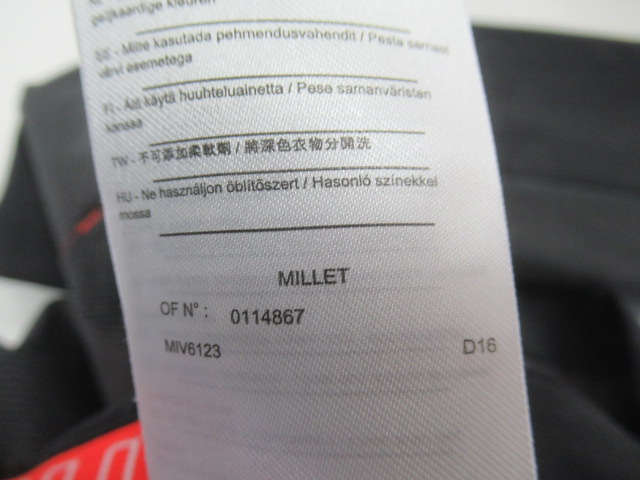 gelijkaardige kleuren
EE - Mitte kasutada pehmendusvahendit / Pesta sarnast
värvi esemetega
FI - Älä käytä huuhteluainetta / Pese samanväristen
kanssa
TW - 不可添加柔軟劑 / 將深色衣物分開洗
HU - Ne használjon öblítőszert / Hasonló színekkel
mossa
MILLET
OF N° : 0114867
MIV6123 D16